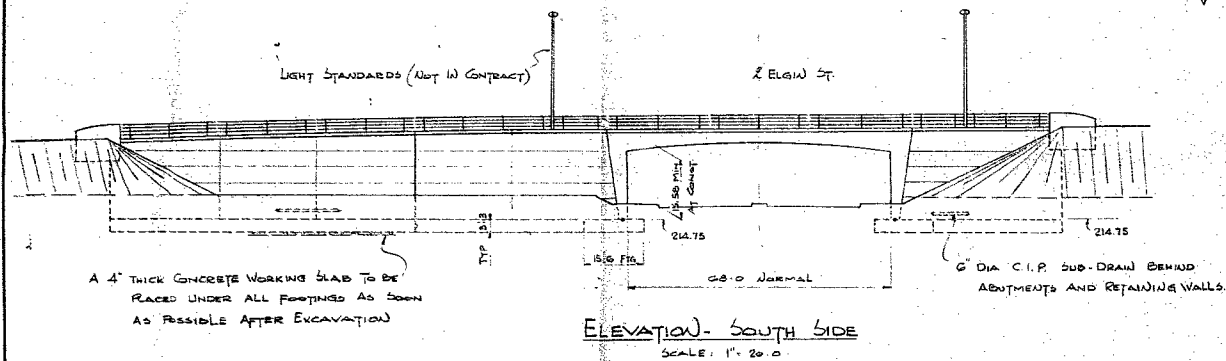 LIGHT STANDARDS (NOT IN CONTRACT)
ELGIN ST.
15.50 MIN.
AT CONST
TYP 3'-3
214.75
214.75
15.6 FTG
68.0 NORMAL
A 4" THICK CONCRETE WORKING SLAB TO BE
PLACED UNDER ALL FOOTINGS AS SOON
AS POSSIBLE AFTER EXCAVATION
6" DIA C.I.P. SUB-DRAIN BEHIND
ABUTMENTS AND RETAINING WALLS.
ELEVATION - SOUTH SIDE
SCALE: 1" = 20.0